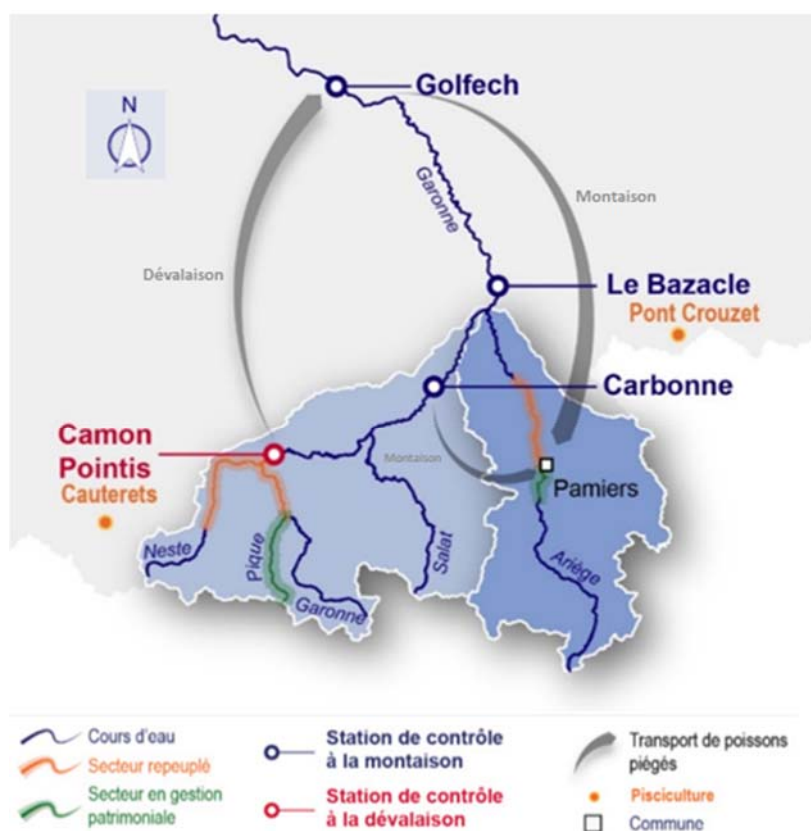 Golfech
N
Garonne
Montaison
Dévalaison
Le Bazacle
Pont Crouzet
Carbonne
Camon
Pointis
Montaison
Cauterets
Pamiers
Neste
Pique
Salat
Ariège
Garonne
Cours d'eau
Secteur repeuplé
Secteur en gestion
patrimoniale
Station de contrôle
à la montaison
Station de contrôle
à la dévalaison
Transport de poissons
piégés
Pisciculture
Commune